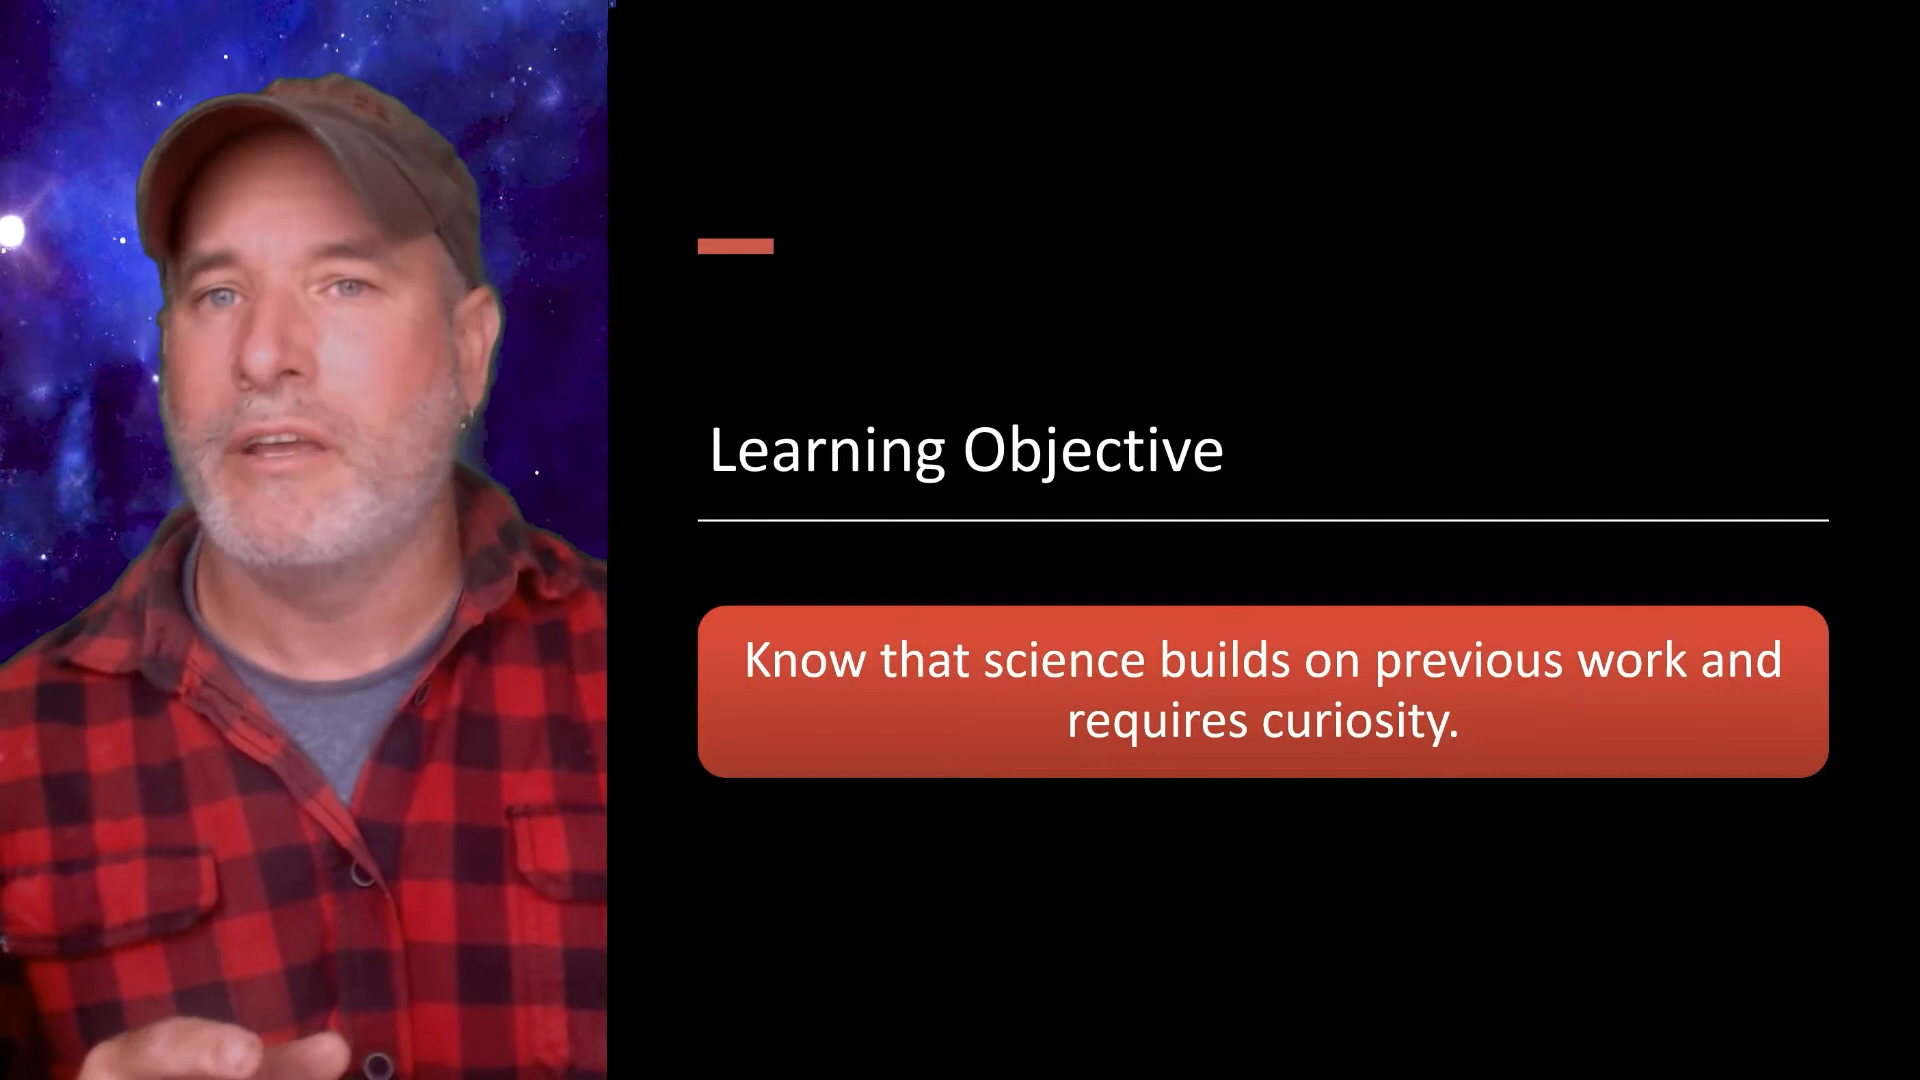 Learning Objective
Know that science builds on previous work and
requires curiosity.